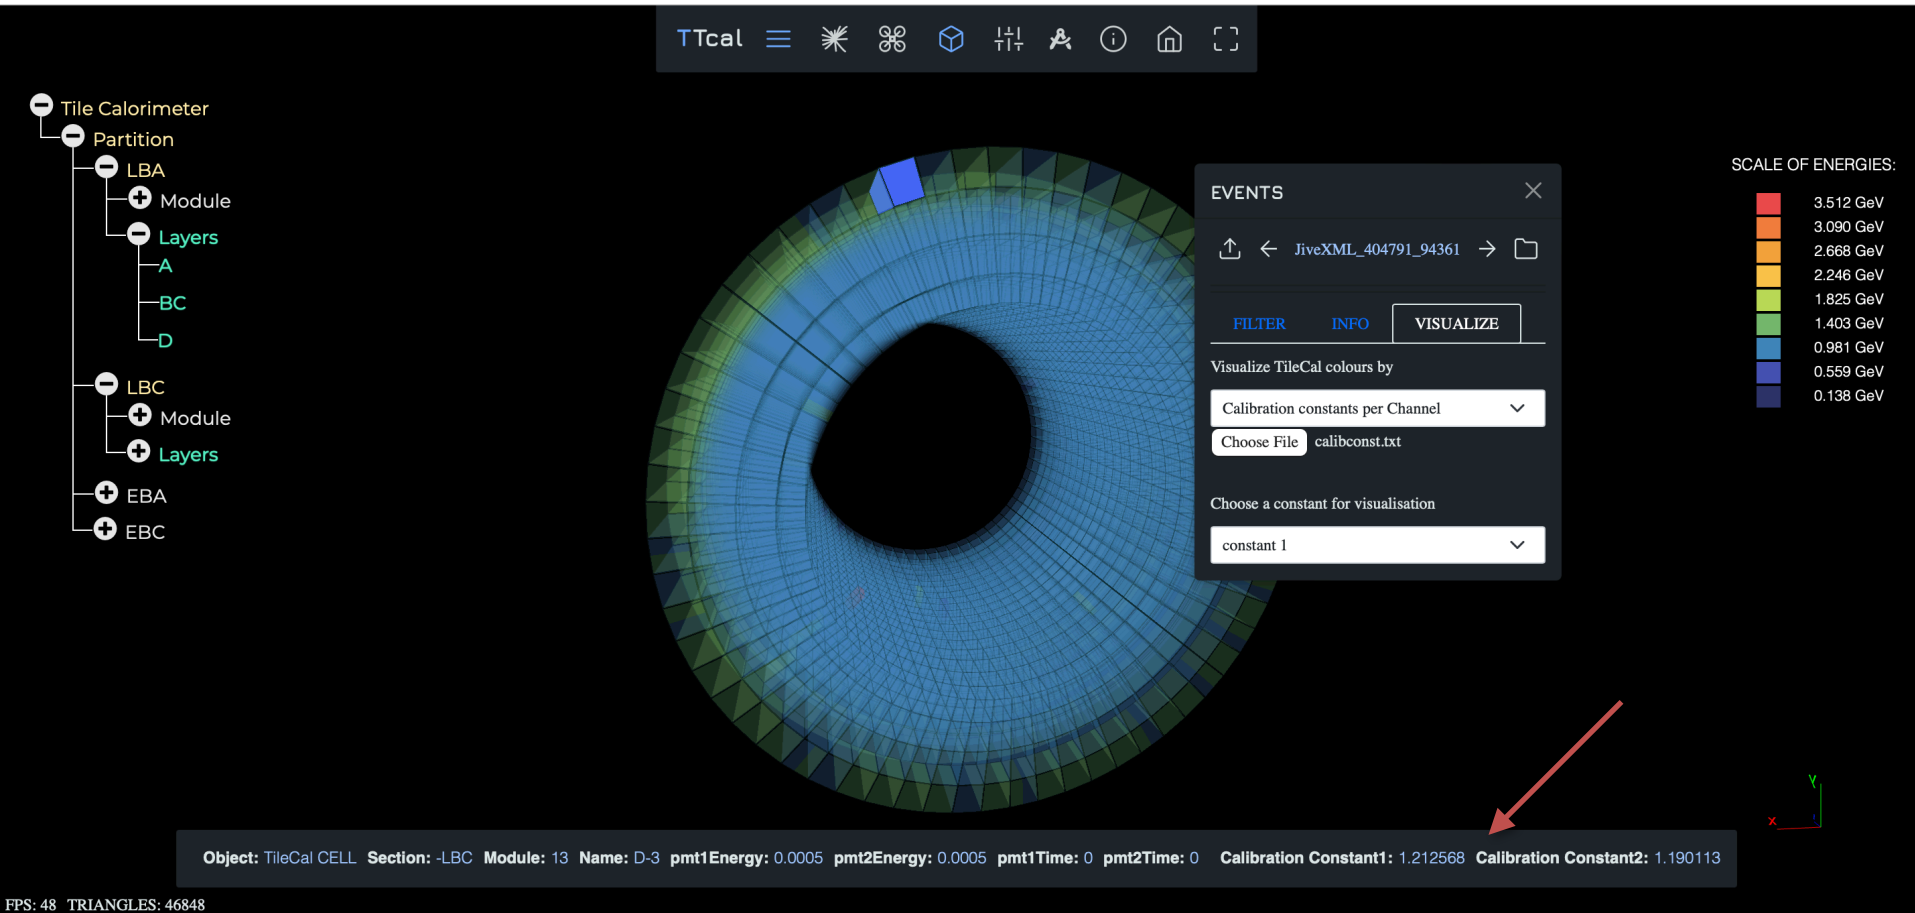 TTcal
Tile Calorimeter
Partition
LBA
Module
Layers
A
BC
D
LBC
Module
Layers
EBA
EBC
EVENTS
JiveXML_404791_94361
FILTER INFO VISUALIZE
Visualize TileCal colours by
Calibration constants per Channel
Choose File calibconst.txt
Choose a constant for visualisation
constant 1
SCALE OF ENERGIES:
3.512 GeV
3.090 GeV
2.668 GeV
2.246 GeV
1.825 GeV
1.403 GeV
0.981 GeV
0.559 GeV
0.138 GeV
Y
X
Object: TileCal CELL Section: -LBC Module: 13 Name: D-3 pmt1Energy: 0.0005 pmt2Energy: 0.0005 pmt1Time: 0 pmt2Time: 0 Calibration Constant1: 1.212568 Calibration Constant2: 1.190113
FPS: 48 TRIANGLES: 46848